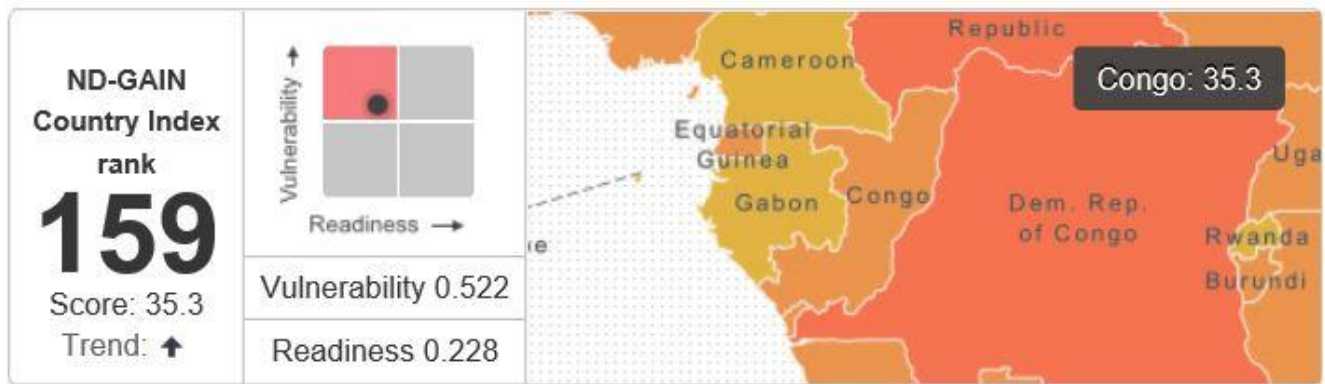 ND-GAIN
Country Index
rank
159
Score: 35.3
Trend:
Vulnerability
Readiness
Vulnerability 0.522
Readiness 0.228
Republic
Cameroon
Congo: 35.3
Equatorial
Guinea
Uga
Gabon
Congo
Dem. Rep.
of Congo
Rwanda
Burundi
e